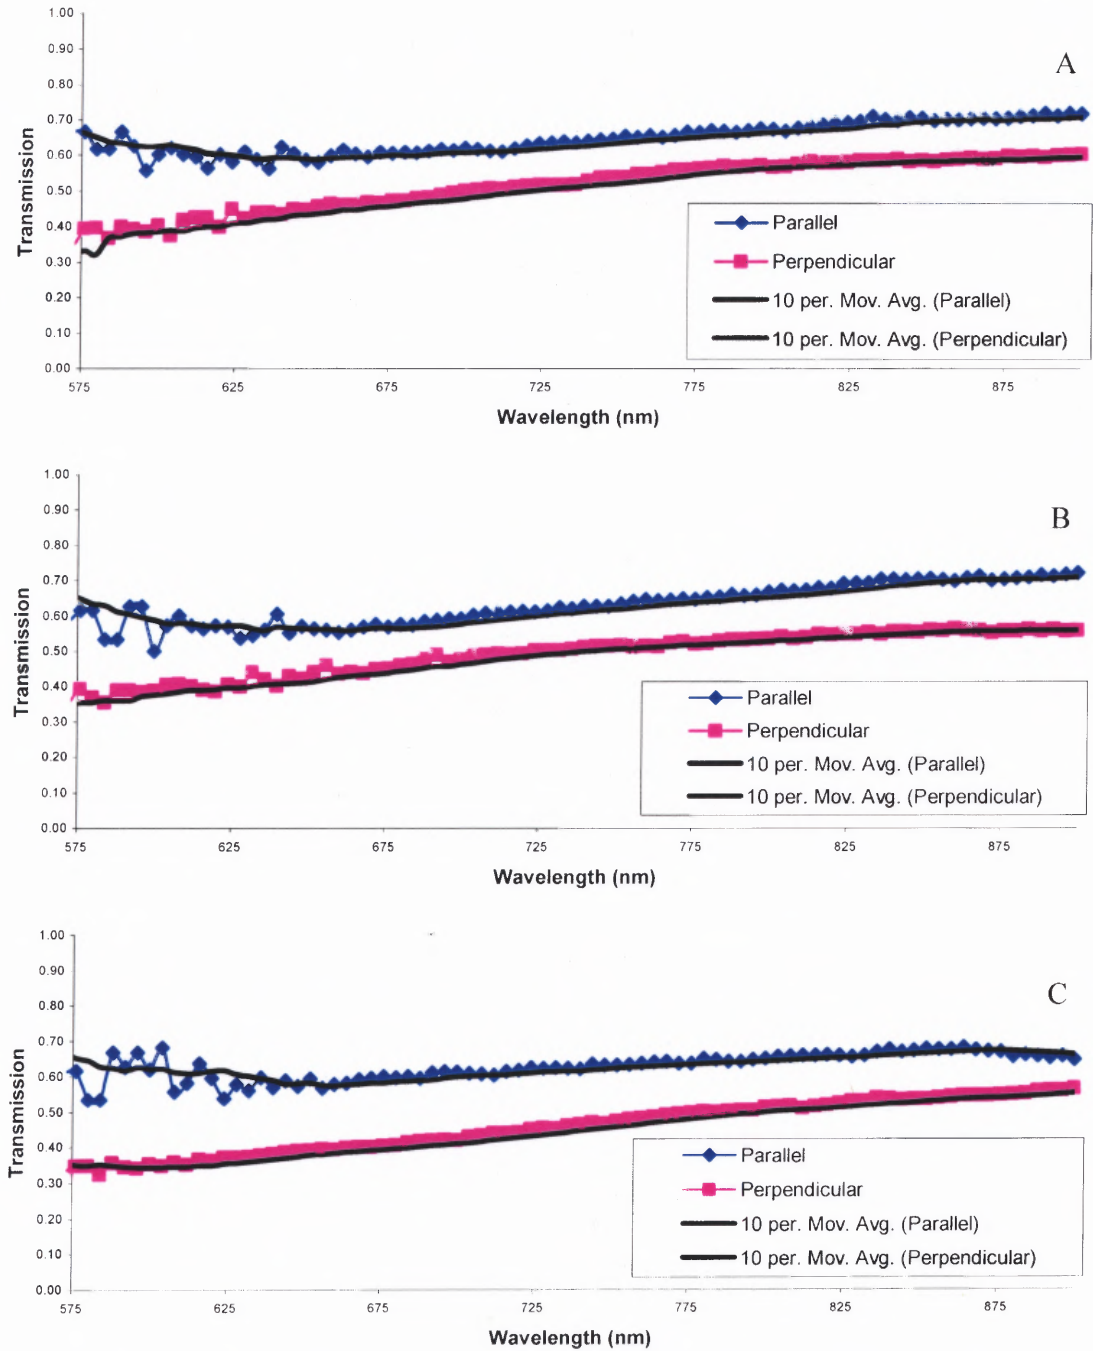 1.00
0.90
0.80
0.70
0.60
0.50
0.40
0.30
0.20
0.10
0.00
Transmission
A
Parallel
Perpendicular
10 per. Mov. Avg. (Parallel)
10 per. Mov. Avg. (Perpendicular)
575 625 675 725 775 825 875
Wavelength (nm)
1.00
0.90
0.80
0.70
0.60
0.50
0.40
0.30
0.20
0.10
0.00
Transmission
B
Parallel
Perpendicular
10 per. Mov. Avg. (Parallel)
10 per. Mov. Avg. (Perpendicular)
575 625 675 725 775 825 875
Wavelength (nm)
1.00
0.90
0.80
0.70
0.60
0.50
0.40
0.30
0.20
0.10
0.00
Transmission
C
Parallel
Perpendicular
10 per. Mov. Avg. (Parallel)
10 per. Mov. Avg. (Perpendicular)
575 625 675 725 775 825 875
Wavelength (nm)